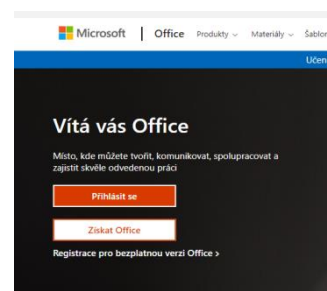 Microsoft | Office Produkty Materiály Šablon
Učen
Vítá vás Office
Místo, kde můžete tvořit, komunikovat, spolupracovat a
zajistit skvěle odvedenou práci
Přihlásit se
Získat Office
Registrace pro bezplatnou verzi Office >